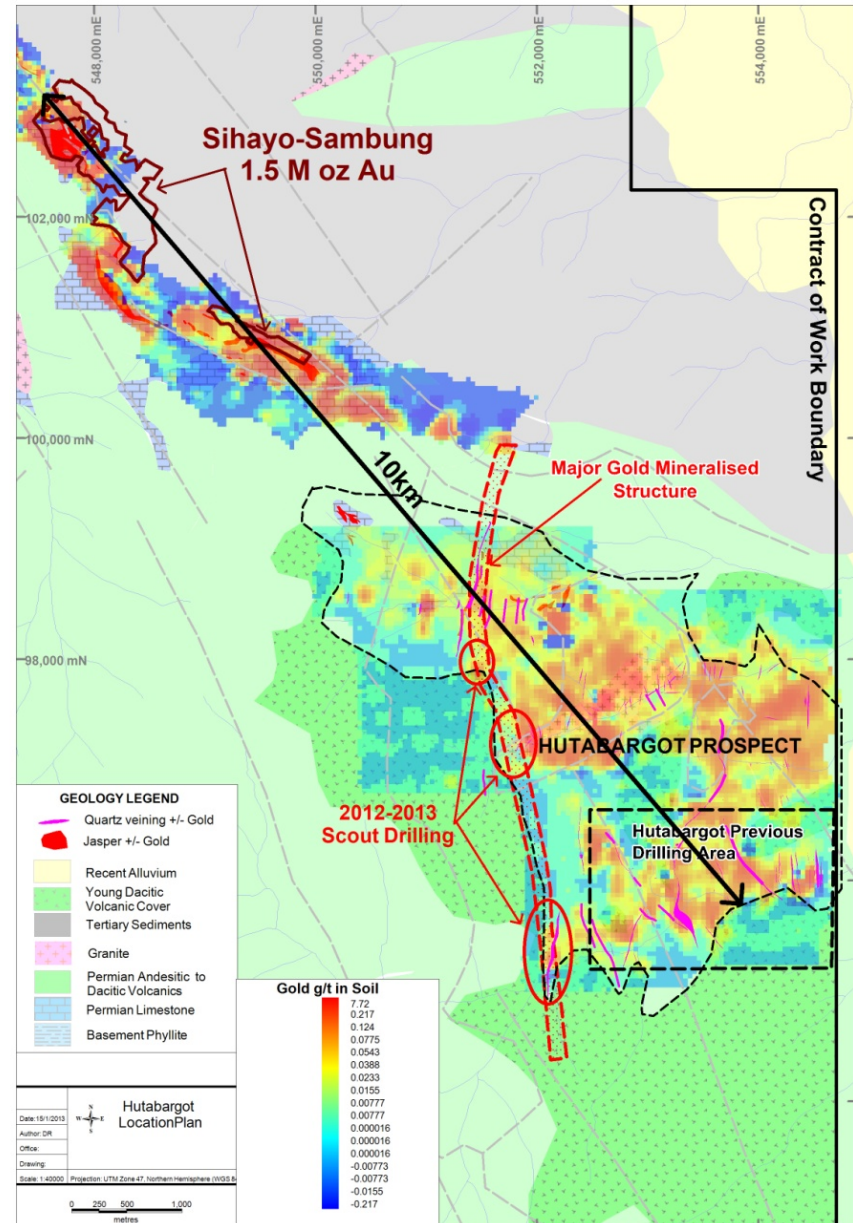 548,000 mE
550,000 mE
552,000 mE
554,000 mE
Sihayo-Sambung
1.5 M oz Au
102,000 mN
Contract of Work Boundary
100,000 mN
10km
Major Gold Mineralised
Structure
98,000 mN
HUTABARGOT PROSPECT
2012-2013
Scout Drilling
Hutabargot Previous
Drilling Area
GEOLOGY LEGEND
Quartz veining +/- Gold
Jasper +/- Gold
Recent Alluvium
Young Dacitic
Volcanic Cover
Tertiary Sediments
Granite
Permian Andesitic to
Dacitic Volcanics
Permian Limestone
Basement Phyllite
Gold g/t in Soil
7.72
0.217
0.124
0.0775
0.0543
0.0388
0.0233
0.0155
0.00777
0.00777
0.000016
0.000016
0.000016
-0.00773
-0.00773
-0.0155
-0.217
Date: 15/1/2013
Author: DR
Office:
Drawing:
Scale: 1:40000
N
W E
S
Hutabargot
LocationPlan
Projection: UTM Zone 47, Northern Hemisphere (WGS 8
0 250 500 1,000
metres